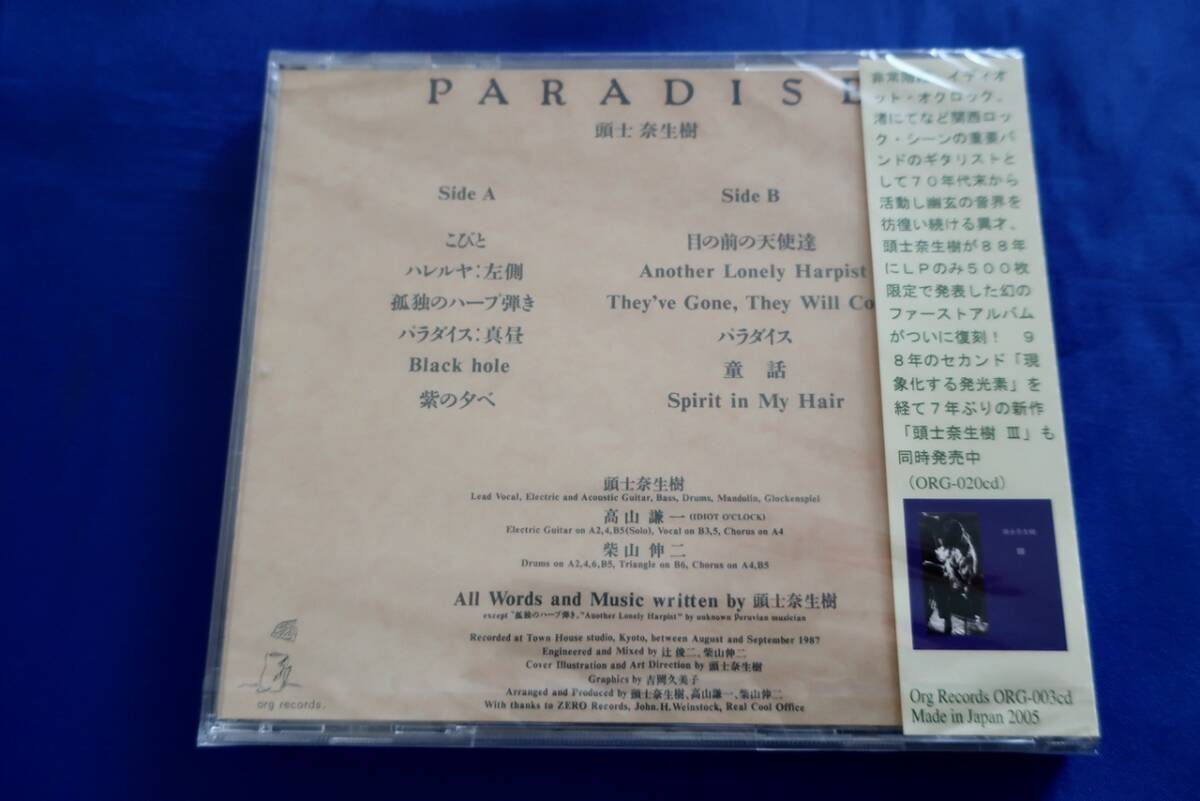 PARADISE
頭士 奈生樹
Side A
こびと
ハレルヤ:左側
孤独のハープ弾き
パラダイス:真昼
Black hole
紫の夕べ
Side B
目の前の天使達
Another Lonely Harpist
They've Gone, They Will Co
パラダイス
童 話
Spirit in My Hair
頭士奈生樹
Lead Vocal, Electric and Acoustic Guitar, Bass, Drums, Mandolin, Glockenspiel
高山 謙一 (IDIOT O'CLOCK)
Electric Guitar on A2,4,B5(Solo), Vocal on B3,5, Chorus on A4
柴山 伸二
Drums on A2,4,6,B5, Triangle on B6, Chorus on A4,B5
All Words and Music written by 頭士奈生樹
except "孤独のハープ弾き,"Another Lonely Harpist" by unknown Peruvian musician
Recorded at Town House studio, Kyoto, between August and September 1987
Engineered and Mixed by 辻 俊二、柴山伸二
Cover Illustration and Art Direction by 頭士奈生樹
Graphics by 吉岡久美子
Arranged and Produced by 頭士奈生樹、高山謙一、柴山伸二
With thanks to ZERO Records, John. H. Weinstock, Real Cool Office
org records.
非常階段、イディオ
ット・オクロック、
渚にてなど関西ロッ
ク・シーンの重要バ
ンドのギタリストと
して70年代末から
活動し幽玄の音界を
彷徨い続ける異才、
頭士奈生樹が88年
にLPのみ500枚
限定で発表した幻の
ファーストアルバム
がついに復刻! 9
8年のセカンド「現
象化する発光素」を
経て7年ぶりの新作
「頭士奈生樹 III」も
同時発売中
(ORG-020cd)
頭士奈生樹
III
Org Records ORG-003cd
Made in Japan 2005